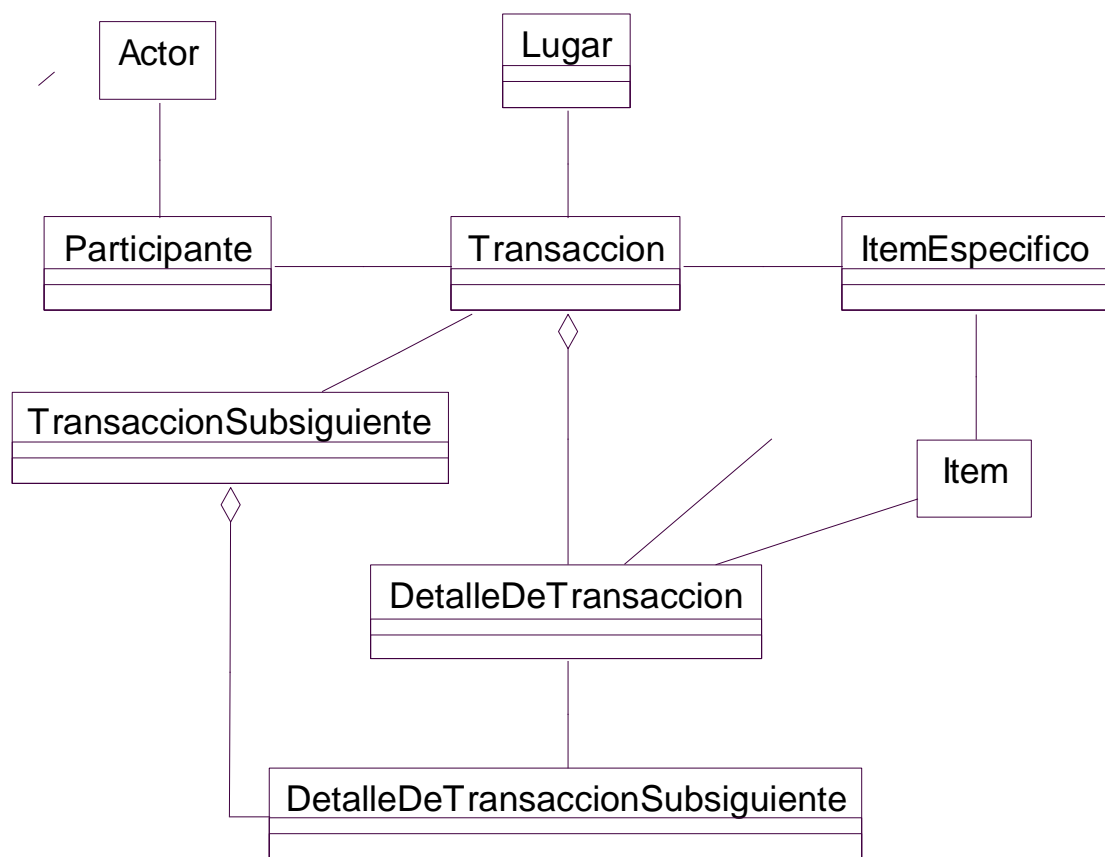 Actor
Lugar
Participante
Transaccion
ItemEspecifico
TransaccionSubsiguiente
Item
DetalleDeTransaccion
DetalleDeTransaccionSubsiguiente